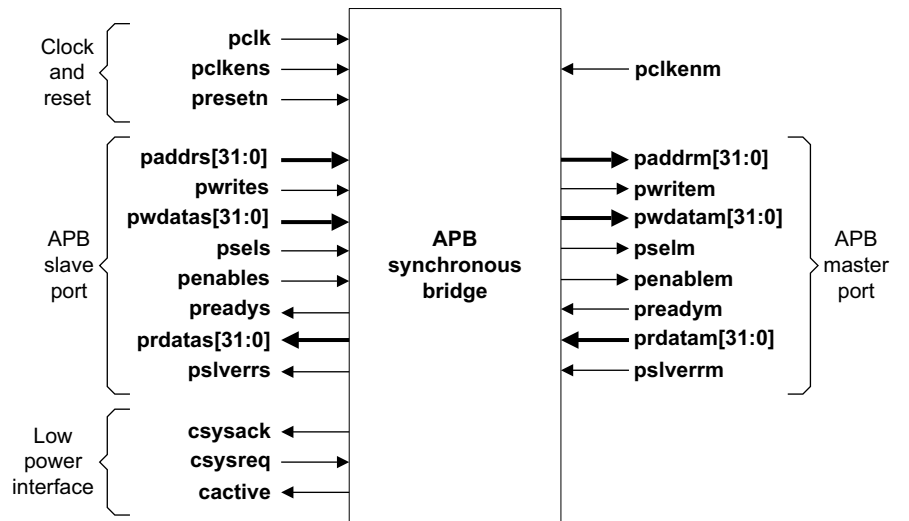 Clock
and
reset
pclk
pclkens
presetn
pclkenm
APB
slave
port
paddrs[31:0]
pwrites
pwdatas[31:0]
psels
penables
preadys
prdatas[31:0]
pslverrs
APB
synchronous
bridge
paddrm[31:0]
pwritem
pwdatam[31:0]
pselm
penablem
preadym
prdatam[31:0]
pslverrm
APB
master
port
Low
power
interface
csysack
csysreq
cactive